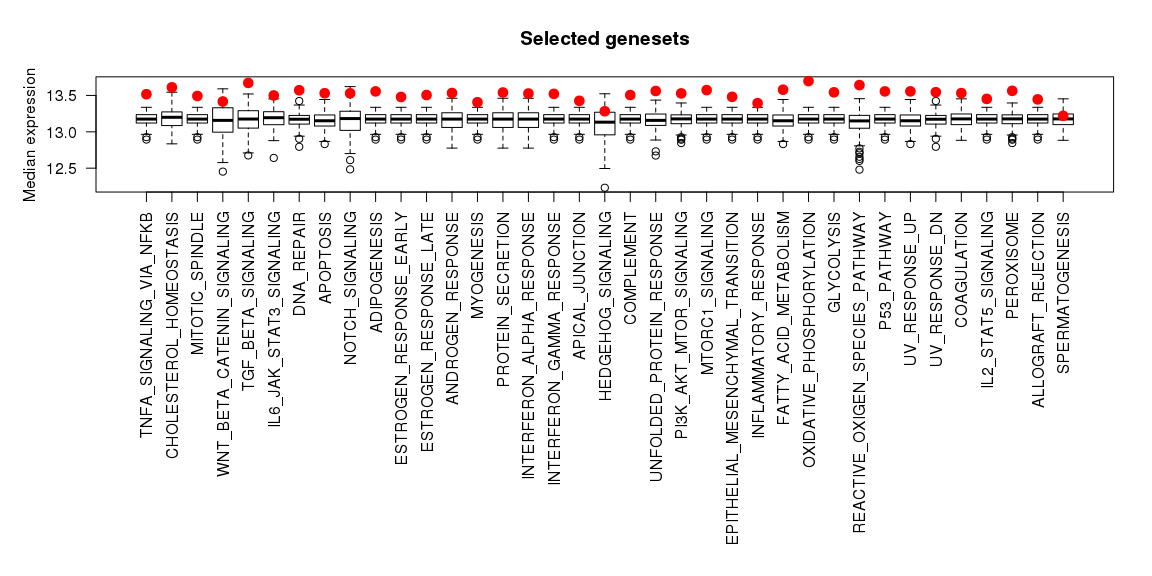 Selected genesets
Median expression
13.5
13.0
12.5
TNFA_SIGNALING_VIA_NFKB
CHOLESTEROL_HOMEOSTASIS
MITOTIC_SPINDLE
WNT_BETA_CATENIN_SIGNALING
TGF_BETA_SIGNALING
IL6_JAK_STAT3_SIGNALING
DNA_REPAIR
APOPTOSIS
NOTCH_SIGNALING
ADIPOGENESIS
ESTROGEN_RESPONSE_EARLY
ESTROGEN_RESPONSE_LATE
ANDROGEN_RESPONSE
MYOGENESIS
PROTEIN_SECRETION
INTERFERON_ALPHA_RESPONSE
INTERFERON_GAMMA_RESPONSE
APICAL_JUNCTION
HEDGEHOG_SIGNALING
COMPLEMENT
UNFOLDED_PROTEIN_RESPONSE
PI3K_AKT_MTOR_SIGNALING
MTORC1_SIGNALING
EPITHELIAL_MESENCHYMAL_TRANSITION
INFLAMMATORY_RESPONSE
FATTY_ACID_METABOLISM
OXIDATIVE_PHOSPHORYLATION
GLYCOLYSIS
REACTIVE_OXIGEN_SPECIES_PATHWAY
P53_PATHWAY
UV_RESPONSE_UP
UV_RESPONSE_DN
COAGULATION
IL2_STAT5_SIGNALING
PEROXISOME
ALLOGRAFT_REJECTION
SPERMATOGENESIS